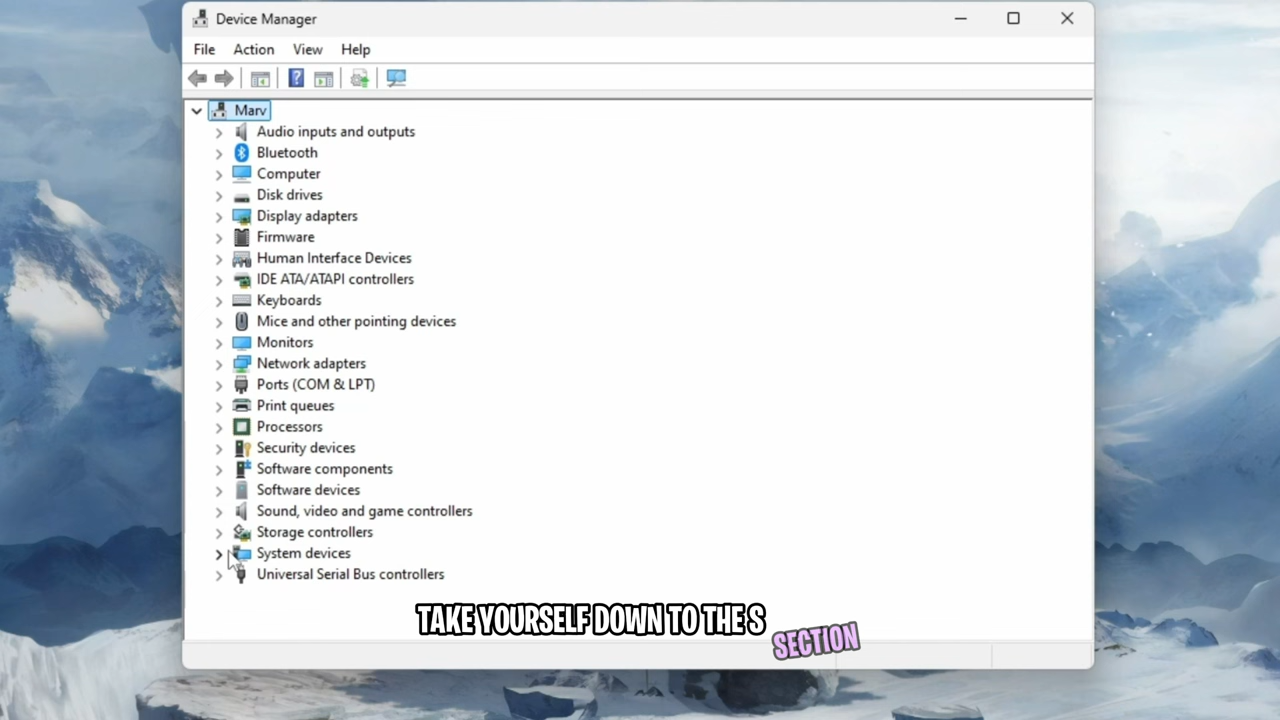 Device Manager
File Action View Help
Marv
Audio inputs and outputs
Bluetooth
Computer
Disk drives
Display adapters
Firmware
Human Interface Devices
IDE ATA/ATAPI controllers
Keyboards
Mice and other pointing devices
Monitors
Network adapters
Ports (COM & LPT)
Print queues
Processors
Security devices
Software components
Software devices
Sound, video and game controllers
Storage controllers
System devices
Universal Serial Bus controllers
TAKE YOURSELF DOWN TO THE S SECTION